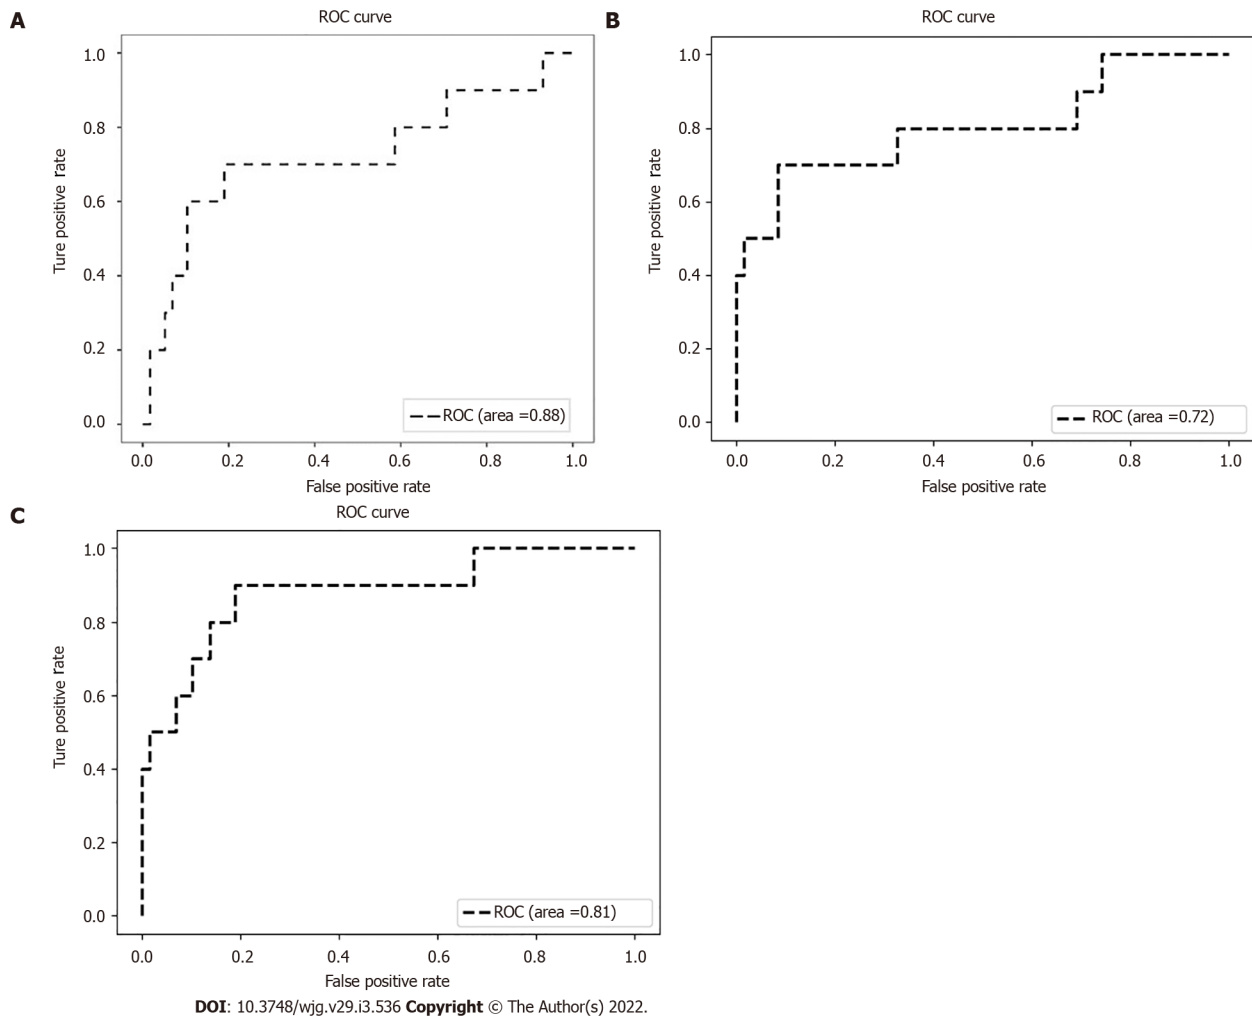 A
ROC curve
1.0
0.8
0.6
0.4
0.2
0.0
Ture positive rate
ROC (area =0.88)
0.0 0.2 0.4 0.6 0.8 1.0
False positive rate
B
ROC curve
1.0
0.8
0.6
0.4
0.2
0.0
Ture positive rate
ROC (area =0.72)
0.0 0.2 0.4 0.6 0.8 1.0
False positive rate
C
ROC curve
1.0
0.8
0.6
0.4
0.2
0.0
Ture positive rate
ROC (area =0.81)
0.0 0.2 0.4 0.6 0.8 1.0
False positive rate
DOI: 10.3748/wjg.v29.i3.536 Copyright © The Author(s) 2022.